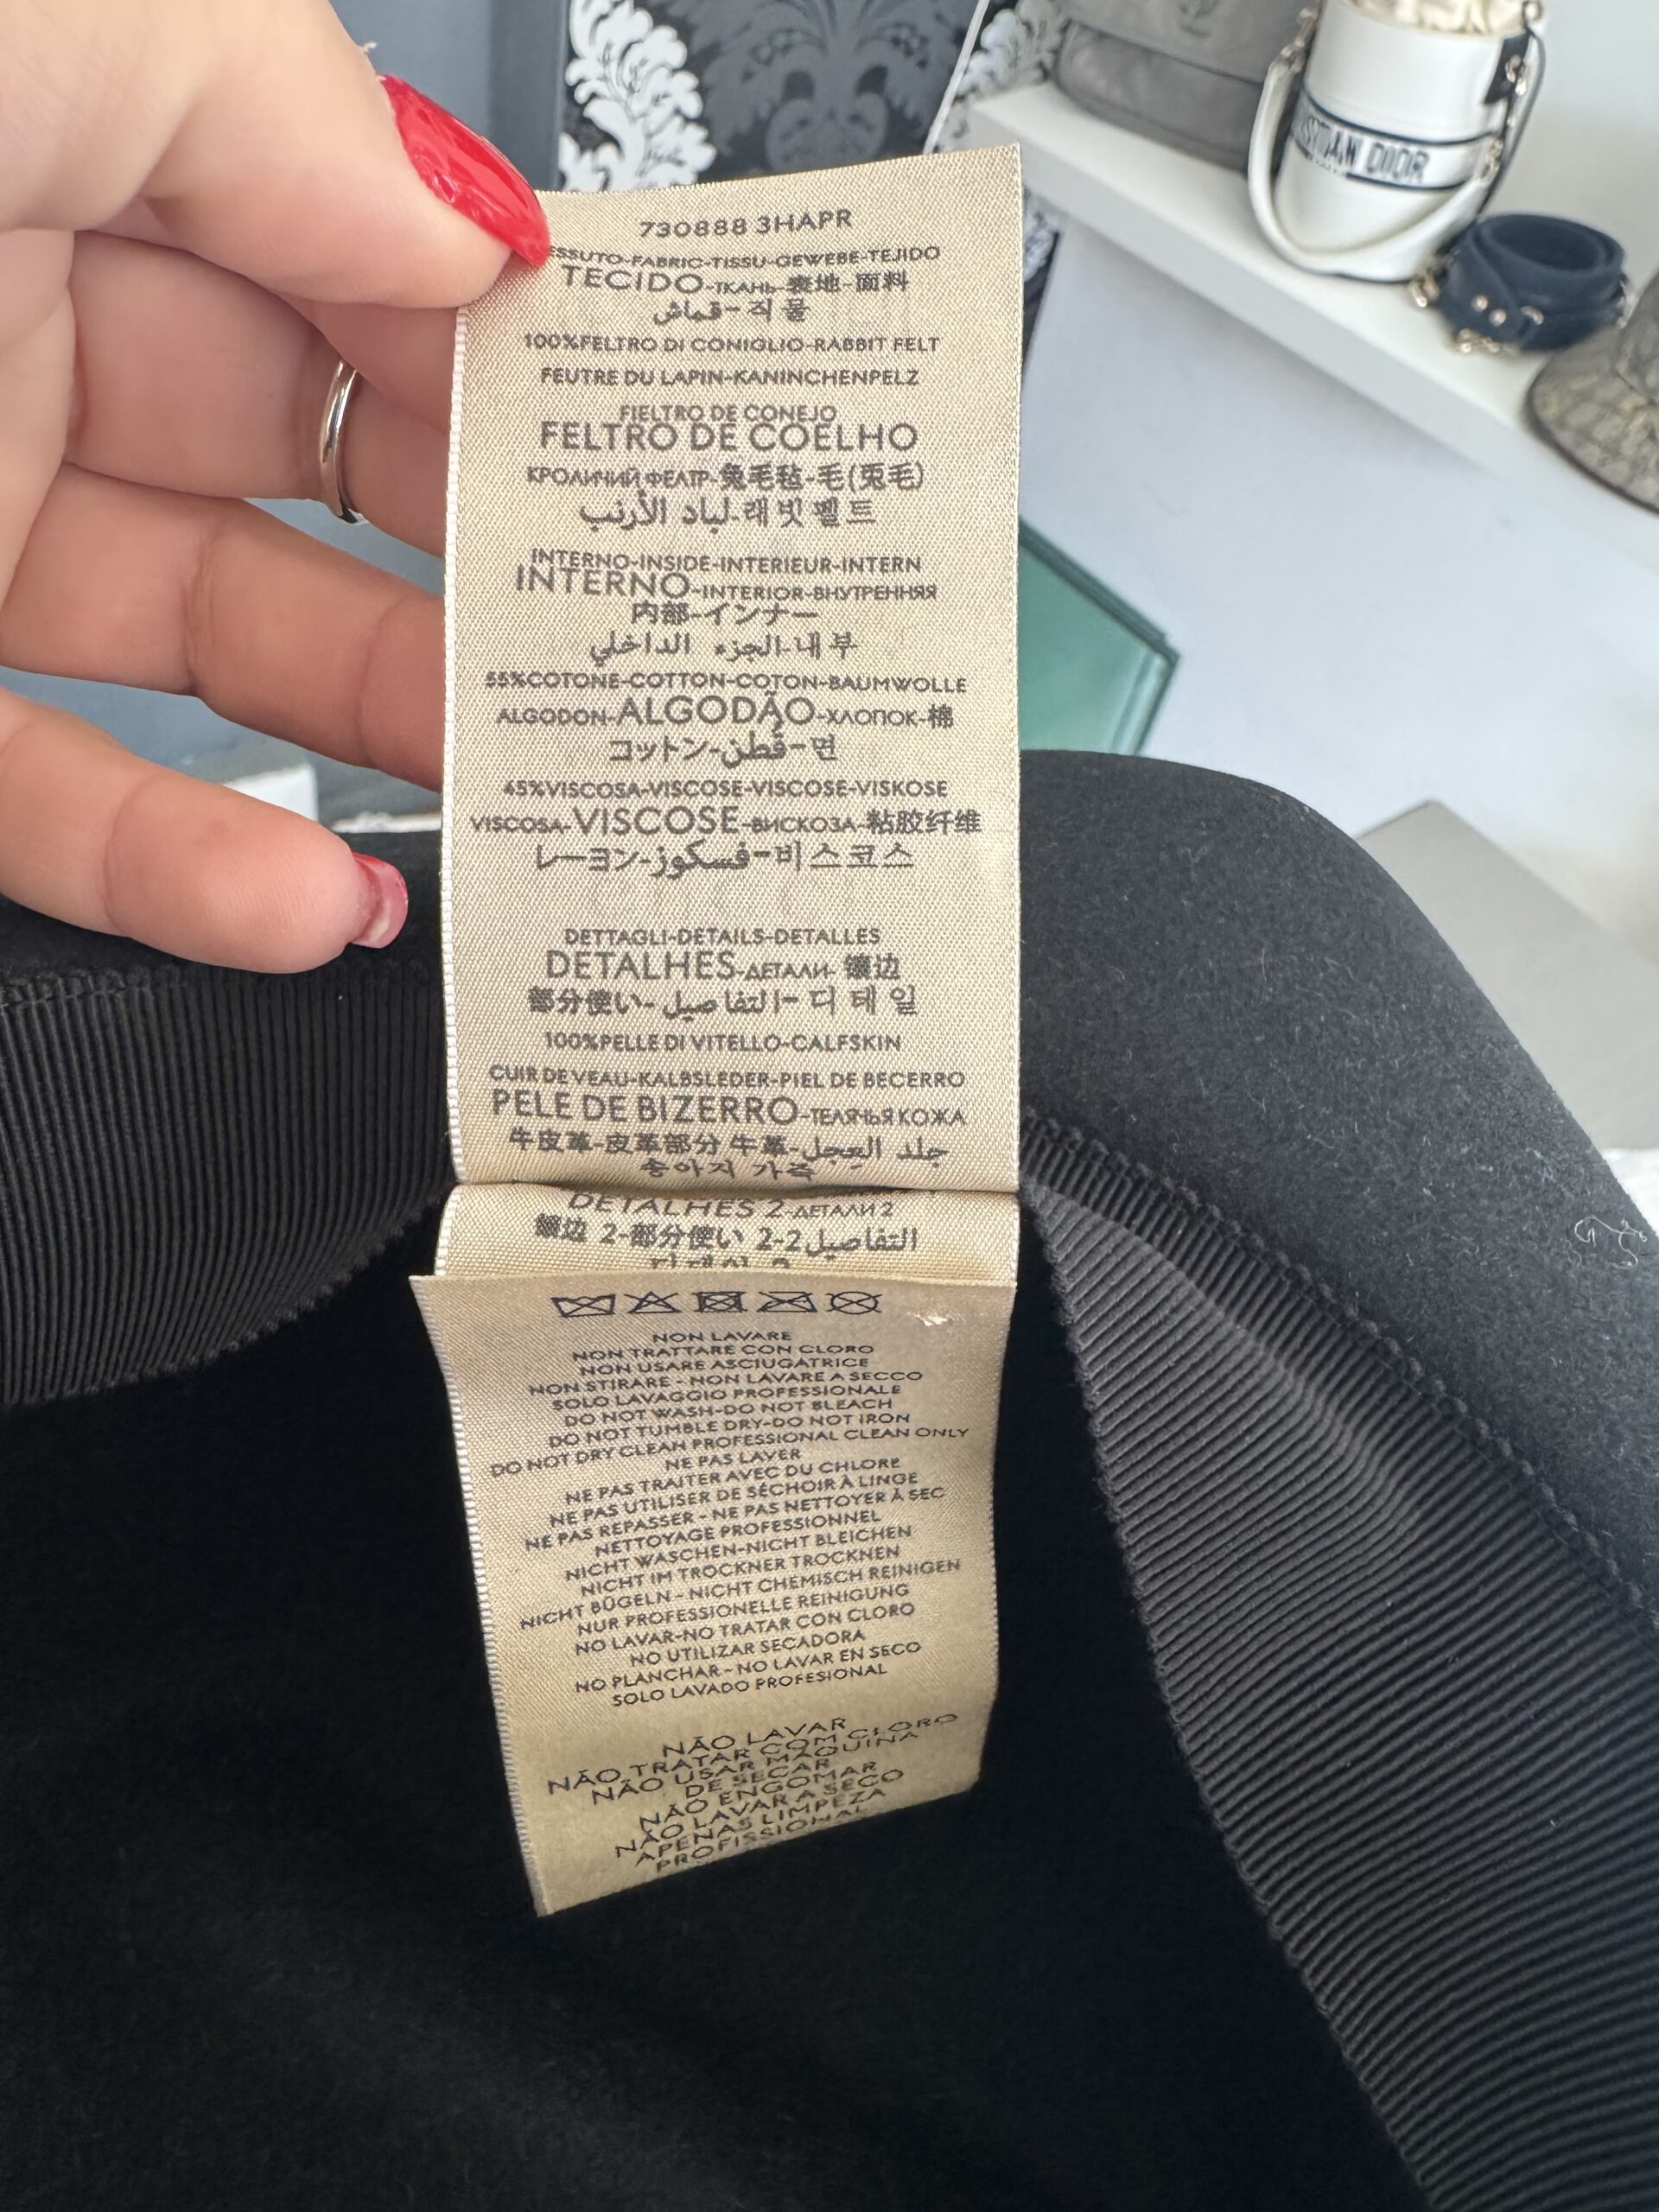 CHRISTIAN DIOR
730888 3HAPR
TESSUTO-FABRIC-TISSU-GEWEBE-TEJIDO
TECIDO-ТКАНЬ-表地-面料
قماش-직물
100%FELTRO DI CONIGLIO-RABBIT FELT
FEUTRE DU LAPIN-KANINCHENPELZ
FIELTRO DE CONEJO
FELTRO DE COELHO
КРОЛИЧИЙ ФЕАТР-兔毛毡-毛(兎毛)
لباد الأرنب-래빗펠트
INTERNO-INSIDE-INTERIEUR-INTERN
INTERNO-INTERIOR-ВНУТРЕННЯЯ
内部-インナー
الجزء الداخلي-내부
55%COTONE-COTTON-COTON-BAUMWOLLE
ALGODON-ALGODÃO-ХЛОПОК-棉
コットン-قطن-면
45%VISCOSA-VISCOSE-VISCOSE-VISKOSE
VISCOSA-VISCOSE-ВИСКОЗА-粘胶纤维
レーヨン-فسكوز-비스코스
DETTAGLI-DETAILS-DETALLES
DETALHES-ДЕТАЛИ-镶边
部分使い-التفاصيل-디테일
100%PELLE DI VITELLO-CALFSKIN
CUIR DE VEAU-KALBSLEDER-PIEL DE BECERRO
PELE DE BIZERRO-ТЕЛЯЧЬЯ КОЖА
牛皮革-皮革部分 牛革-جلد العجل
송아지 가죽
DETALHES 2-ДЕТАЛИ 2
镶边 2-部分使い 2-2التفاصيل
디테일 2
NON LAVARE
NON TRATTARE CON CLORO
NON USARE ASCIUGATRICE
NON STIRARE - NON LAVARE A SECCO
SOLO LAVAGGIO PROFESSIONALE
DO NOT WASH-DO NOT BLEACH
DO NOT TUMBLE DRY-DO NOT IRON
DO NOT DRY CLEAN PROFESSIONAL CLEAN ONLY
NE PAS LAVER
NE PAS TRAITER AVEC DU CHLORE
NE PAS UTILISER DE SÉCHOIR À LINGE
NE PAS REPASSER - NE PAS NETTOYER À SEC
NETTOYAGE PROFESSIONNEL
NICHT WASCHEN-NICHT BLEICHEN
NICHT IM TROCKNER TROCKNEN
NICHT BÜGELN - NICHT CHEMISCH REINIGEN
NUR PROFESSIONELLE REINIGUNG
NO LAVAR-NO TRATAR CON CLORO
NO UTILIZAR SECADORA
NO PLANCHAR - NO LAVAR EN SECO
SOLO LAVADO PROFESIONAL
NÃO LAVAR
NÃO TRATAR COM CLORO
NÃO USAR MÁQUINA
DE SECAR
NÃO ENGOMAR
NÃO LAVAR A SECO
APENAS LIMPEZA
PROFISSIONAL